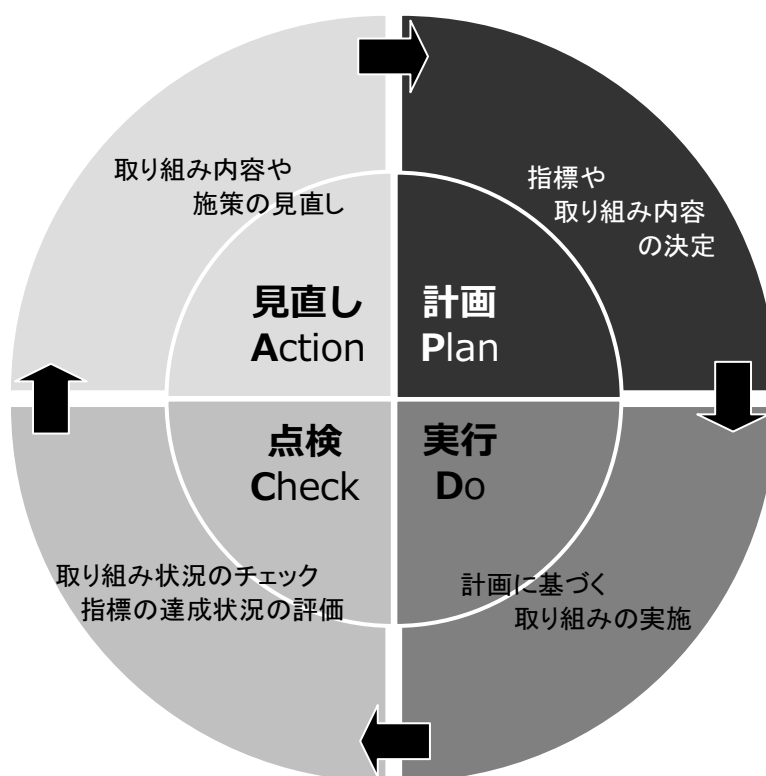 取り組み内容や
施策の見直し
指標や
取り組み内容
の決定
見直し
Action
計画
Plan
点検
Check
実行
Do
取り組み状況のチェック
指標の達成状況の評価
計画に基づく
取り組みの実施